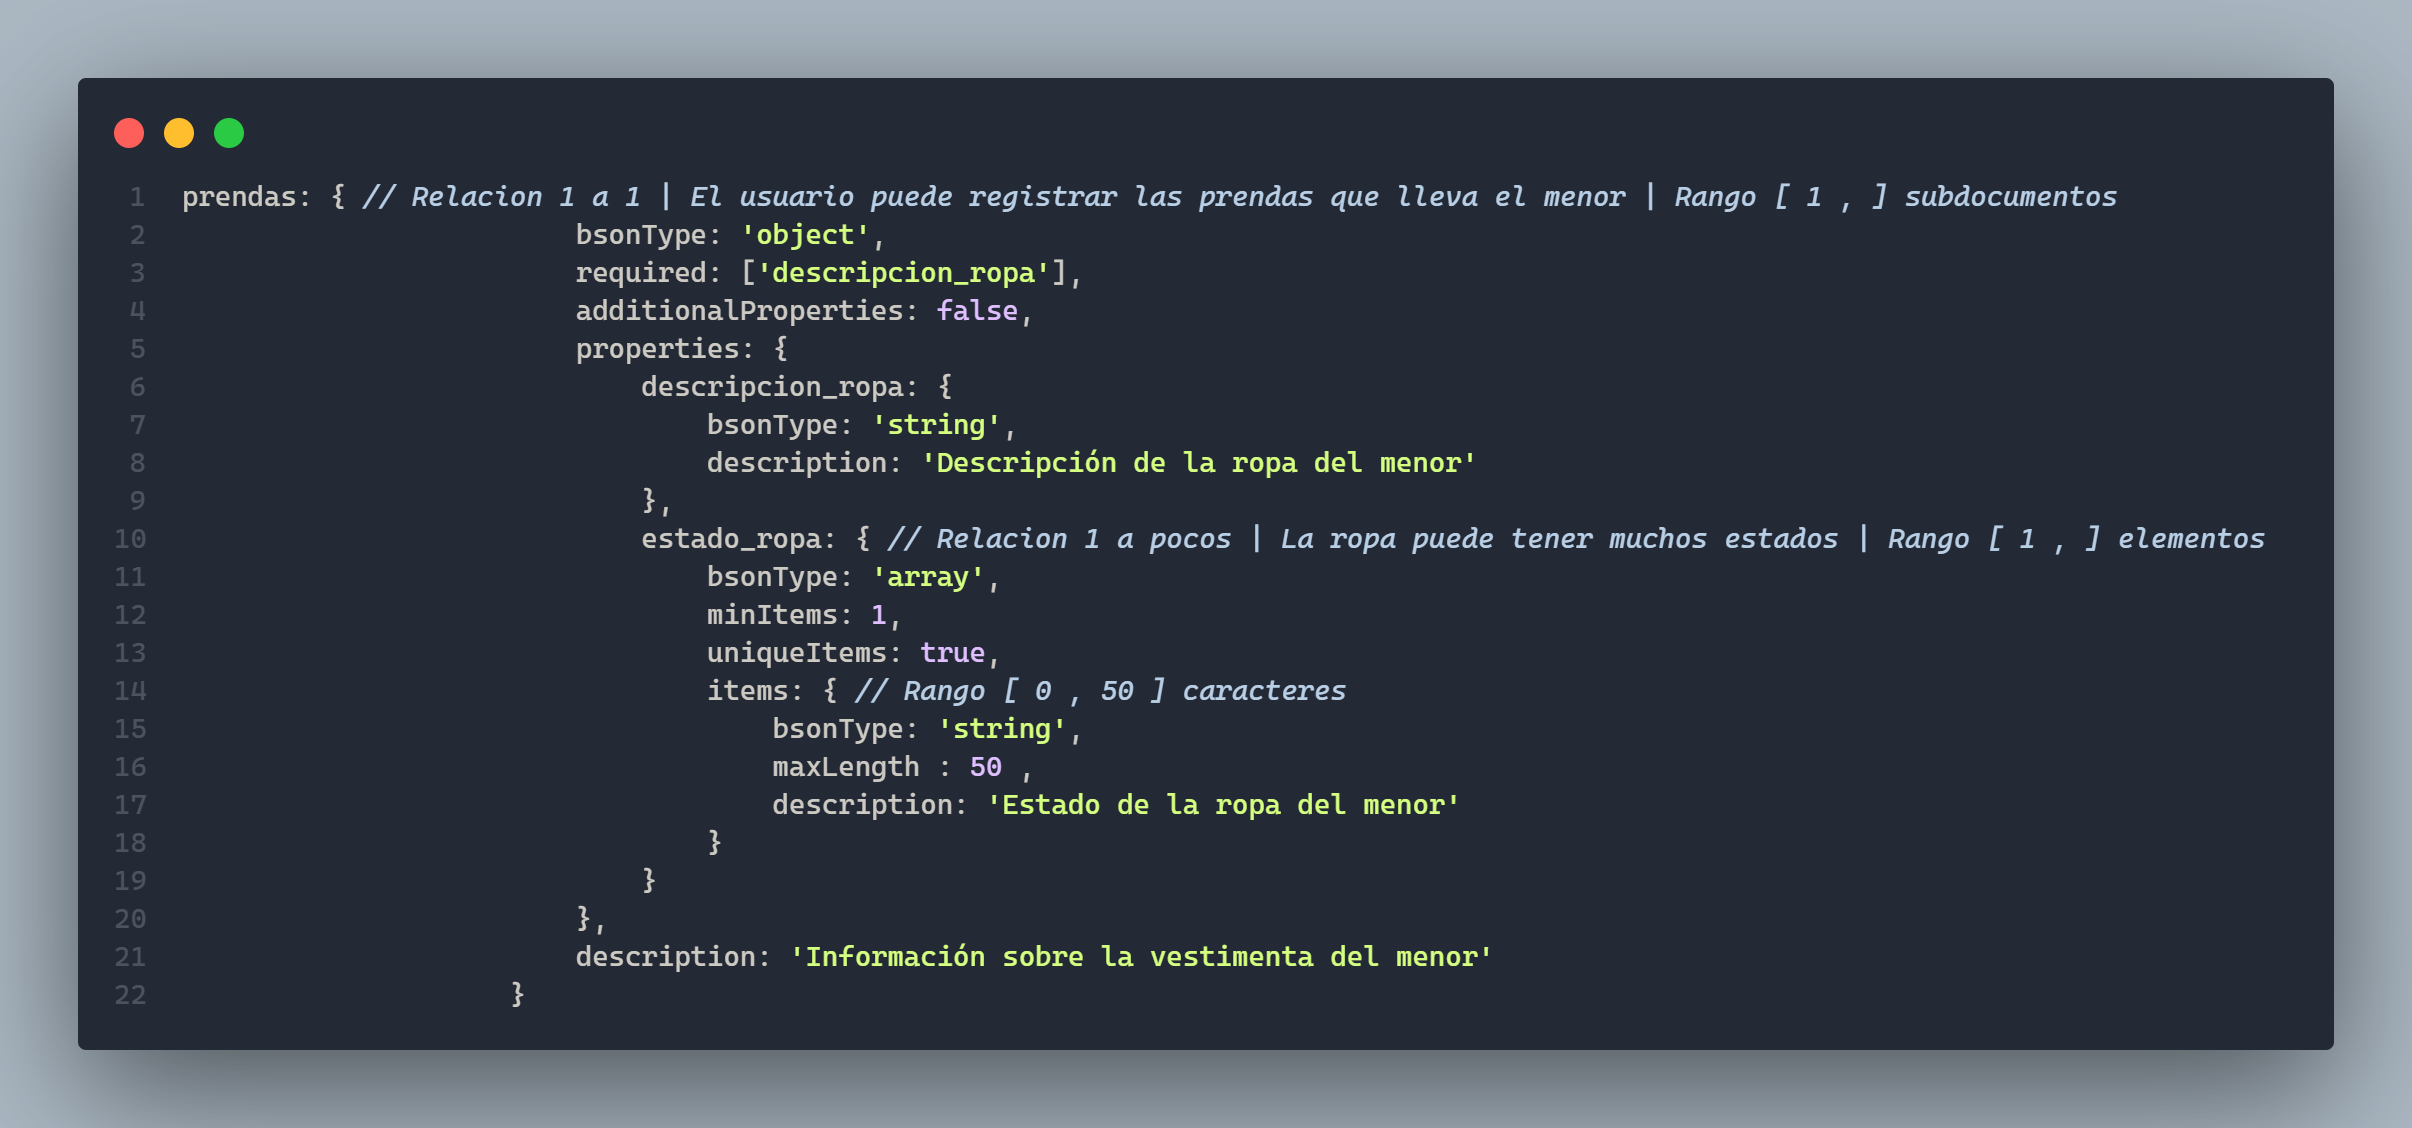 1 prendas: { // Relacion 1 a 1 | El usuario puede registrar las prendas que lleva el menor | Rango [ 1 , ] subdocumentos
2 bsonType: 'object',
3 required: ['descripcion_ropa'],
4 additionalProperties: false,
5 properties: {
6 descripcion_ropa: {
7 bsonType: 'string',
8 description: 'Descripción de la ropa del menor'
9 },
10 estado_ropa: { // Relacion 1 a pocos | La ropa puede tener muchos estados | Rango [ 1 , ] elementos
11 bsonType: 'array',
12 minItems: 1,
13 uniqueItems: true,
14 items: { // Rango [ 0 , 50 ] caracteres
15 bsonType: 'string',
16 maxLength : 50 ,
17 description: 'Estado de la ropa del menor'
18 }
19 }
20 },
21 description: 'Información sobre la vestimenta del menor'
22 }